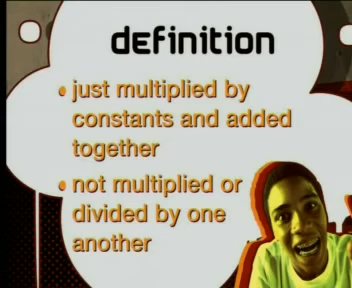 definition
• just multiplied by
constants and added
together
• not multiplied or
divided by one
another